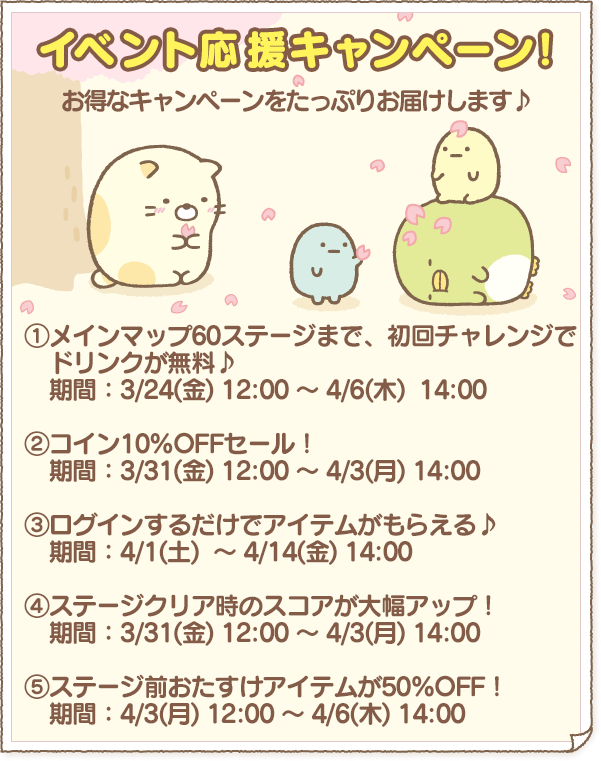 イベント応援キャンペーン!
お得なキャンペーンをたっぷりお届けします♪
①メインマップ60ステージまで、初回チャレンジで
ドリンクが無料♪
期間：3/24(金) 12:00 ～ 4/6(木) 14:00
②コイン10%OFFセール！
期間：3/31(金) 12:00 ～ 4/3(月) 14:00
③ログインするだけでアイテムがもらえる♪
期間：4/1(土) ～ 4/14(金) 14:00
④ステージクリア時のスコアが大幅アップ！
期間：3/31(金) 12:00 ～ 4/3(月) 14:00
⑤ステージ前おたすけアイテムが50%OFF！
期間：4/3(月) 12:00 ～ 4/6(木) 14:00